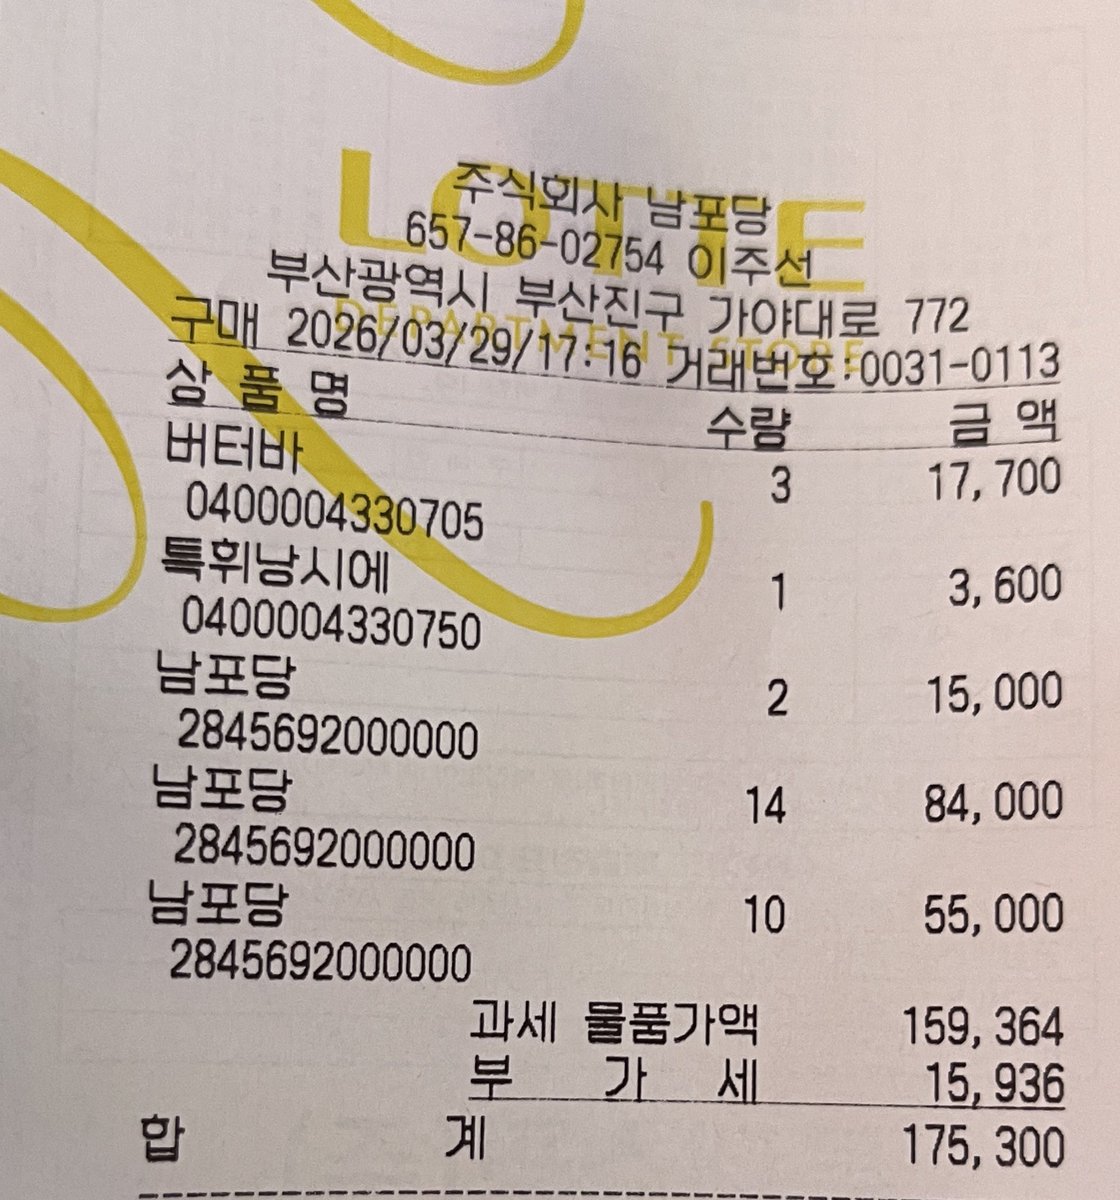 LOTTE
DEPARTMENT STORE
주식회사 남포당
657-86-02754 이주선
부산광역시 부산진구 가야대로 772
구매 2026/03/29/17:16 거래번호:0031-0113
상 품 명 수량 금 액
버터바 3 17,700
0400004330705
특휘낭시에 1 3,600
0400004330750
남포당 2 15,000
2845692000000
남포당 14 84,000
2845692000000
남포당 10 55,000
2845692000000
과세 물품가액 159,364
부 가 세 15,936
합 계 175,300